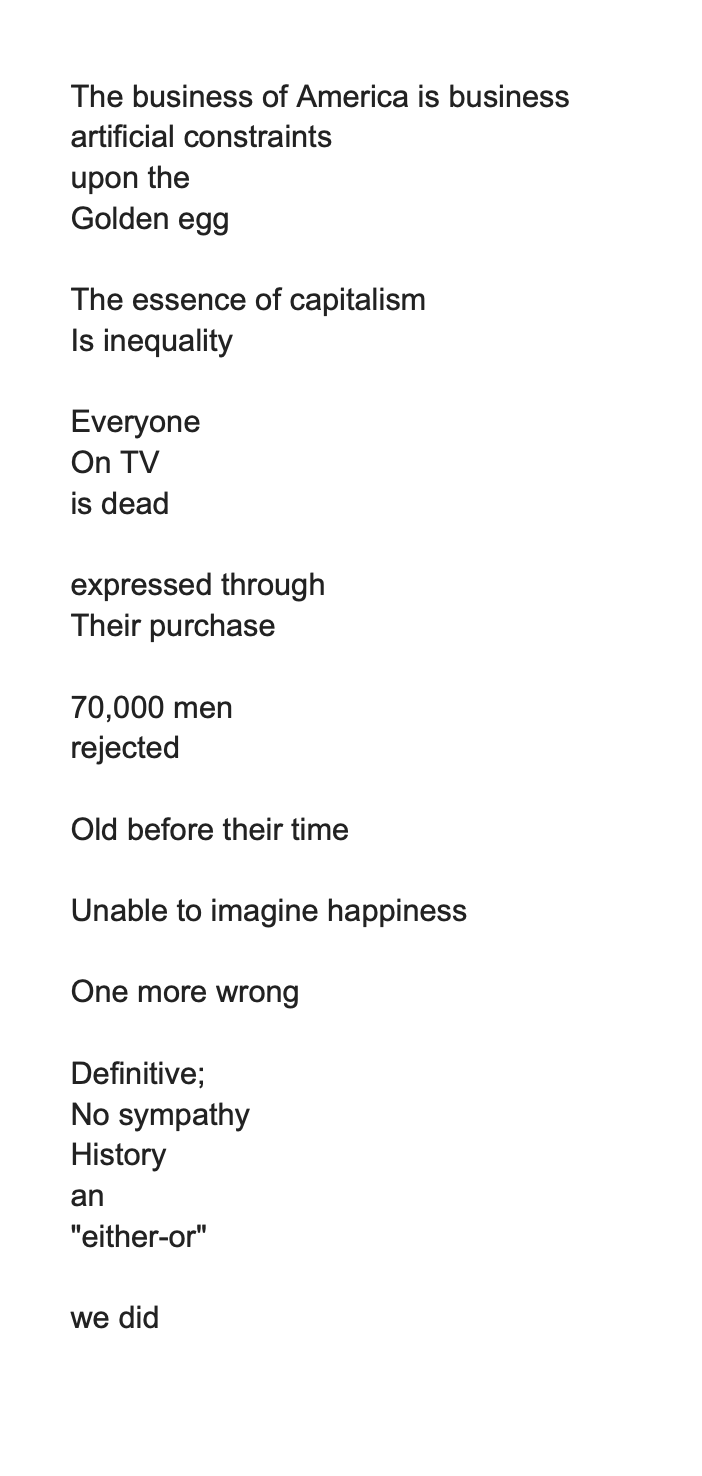 The business of America is business
artificial constraints
upon the
Golden egg

The essence of capitalism
Is inequality

Everyone
On TV
is dead

expressed through
Their purchase

70,000 men
rejected

Old before their time

Unable to imagine happiness

One more wrong

Definitive;
No sympathy
History
an
"either-or"

we did